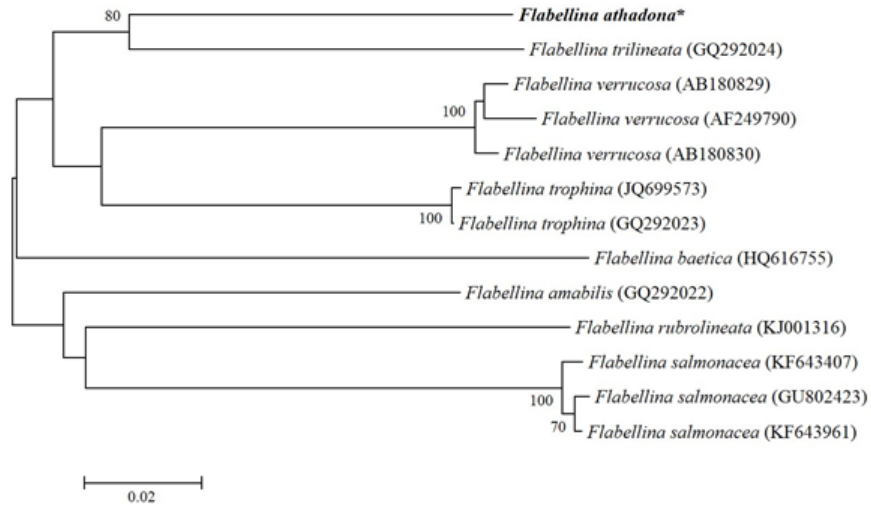 80
Flabellina athadona*
Flabellina trilineata (GQ292024)
Flabellina verrucosa (AB180829)
100
Flabellina verrucosa (AF249790)
Flabellina verrucosa (AB180830)
Flabellina trophina (JQ699573)
100
Flabellina trophina (GQ292023)
Flabellina baetica (HQ616755)
Flabellina amabilis (GQ292022)
Flabellina rubrolineata (KJ001316)
Flabellina salmonacea (KF643407)
100
Flabellina salmonacea (GU802423)
70
Flabellina salmonacea (KF643961)
0.02